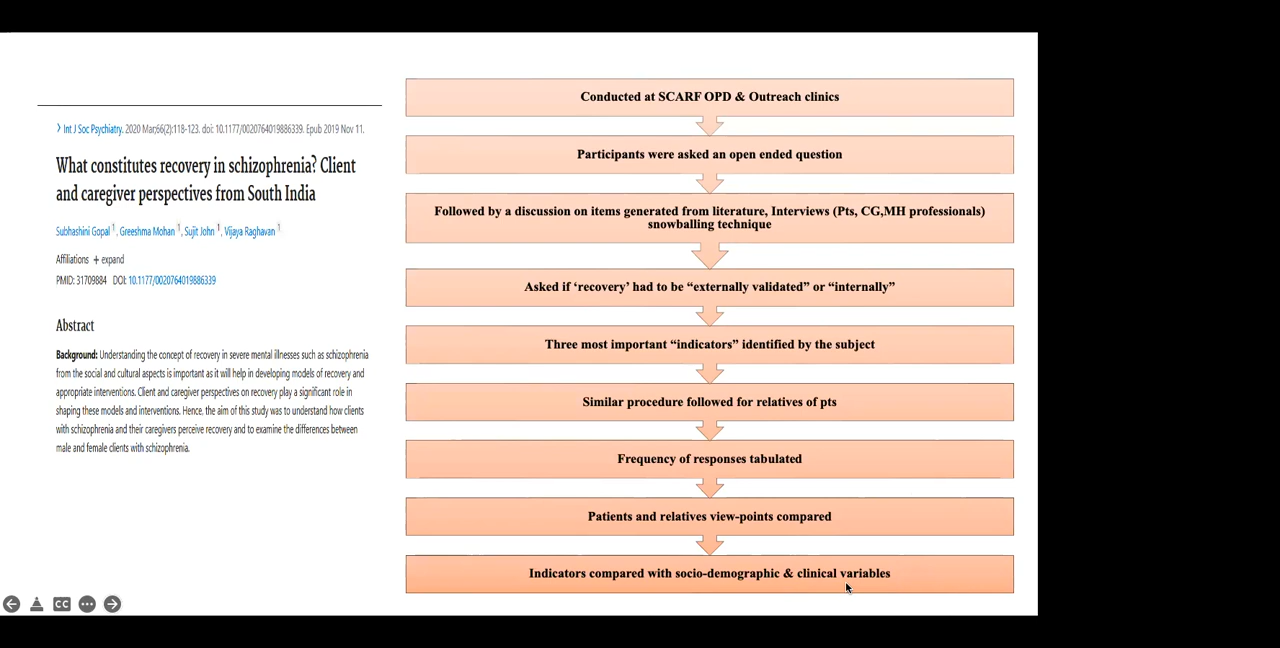 > Int J Soc Psychiatry. 2020 Mar;66(2):118-123. doi: 10.1177/0020764019886339. Epub 2019 Nov 11.
What constitutes recovery in schizophrenia? Client
and caregiver perspectives from South India
Subhashini Gopal 1, Greeshma Mohan 1, Sujit John 1, Vijaya Raghavan 1
Affiliations + expand
PMID: 31709884 DOI: 10.1177/0020764019886339
Abstract
Background: Understanding the concept of recovery in severe mental illnesses such as schizophrenia
from the social and cultural aspects is important as it will help in developing models of recovery and
appropriate interventions. Client and caregiver perspectives on recovery play a significant role in
shaping these models and interventions. Hence, the aim of this study was to understand how clients
with schizophrenia and their caregivers perceive recovery and to examine the differences between
male and female clients with schizophrenia.
Conducted at SCARF OPD & Outreach clinics
Participants were asked an open ended question
Followed by a discussion on items generated from literature, Interviews (Pts, CG,MH professionals)
snowballing technique
Asked if ‘recovery’ had to be “externally validated” or “internally”
Three most important “indicators” identified by the subject
Similar procedure followed for relatives of pts
Frequency of responses tabulated
Patients and relatives view-points compared
Indicators compared with socio-demographic & clinical variables
CC